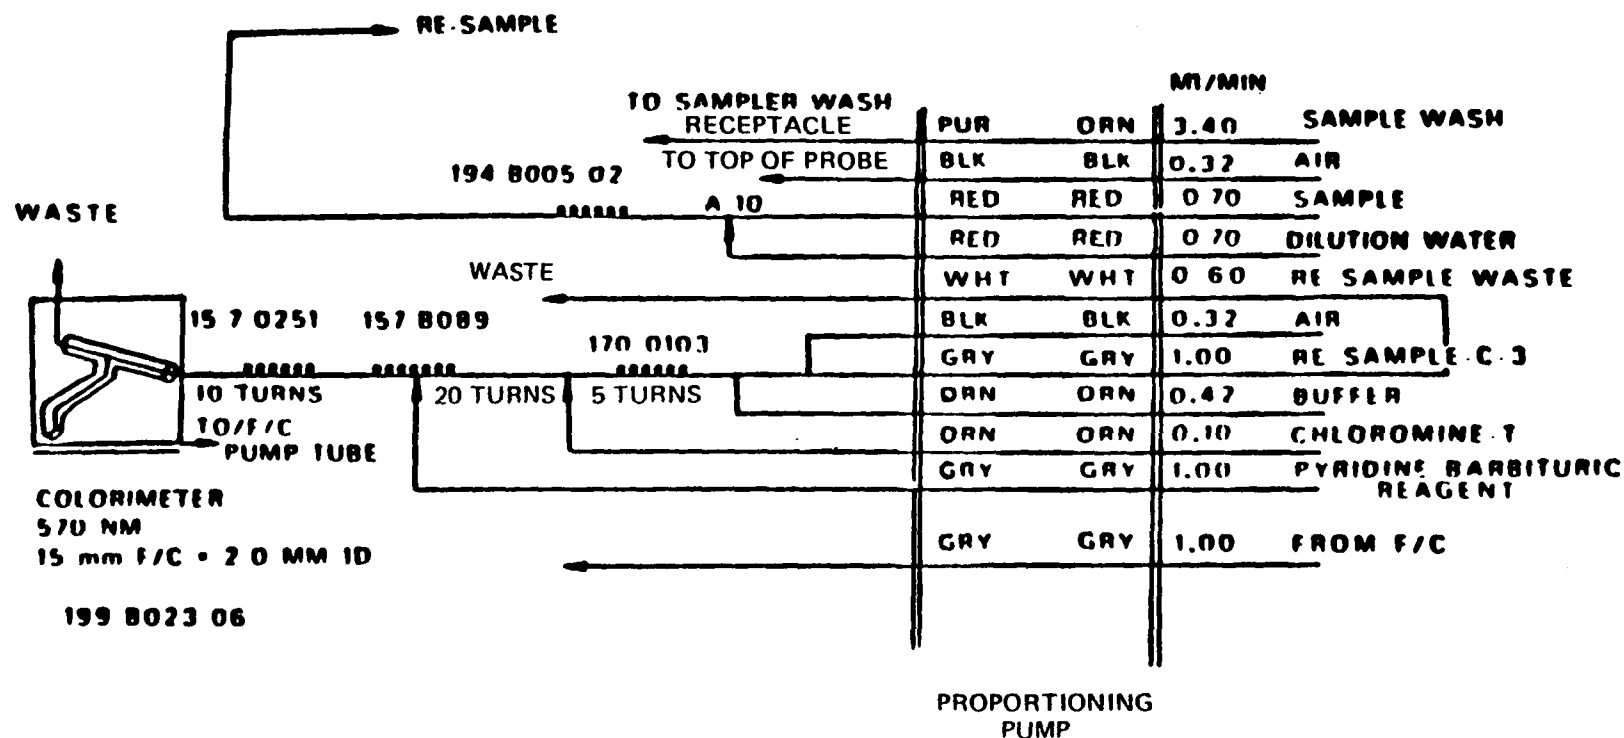 RE-SAMPLE
Ml/MIN
TO SAMPLER WASH
RECEPTACLE
PUR ORN 3.40 SAMPLE WASH
TO TOP OF PROBE
BLK BLK 0.32 AIR
194 B005 02
A 10
RED RED 0 70 SAMPLE
WASTE
RED RED 0 70 DILUTION WATER
WASTE
WHT WHT 0 60 RE SAMPLE WASTE
15 7 0251 157 B089
BLK BLK 0.32 AIR
170 0103
GRY GRY 1.00 RE SAMPLE C-3
10 TURNS 20 TURNS 5 TURNS
ORN ORN 0.42 BUFFER
TO/F/C
PUMP TUBE
ORN ORN 0.10 CHLOROMINE-T
GRY GRY 1.00 PYRIDINE BARBITURIC
REAGENT
COLORIMETER
570 NM
15 mm F/C • 2 0 MM ID
GRY GRY 1.00 FROM F/C
199 B023 06
PROPORTIONING
PUMP